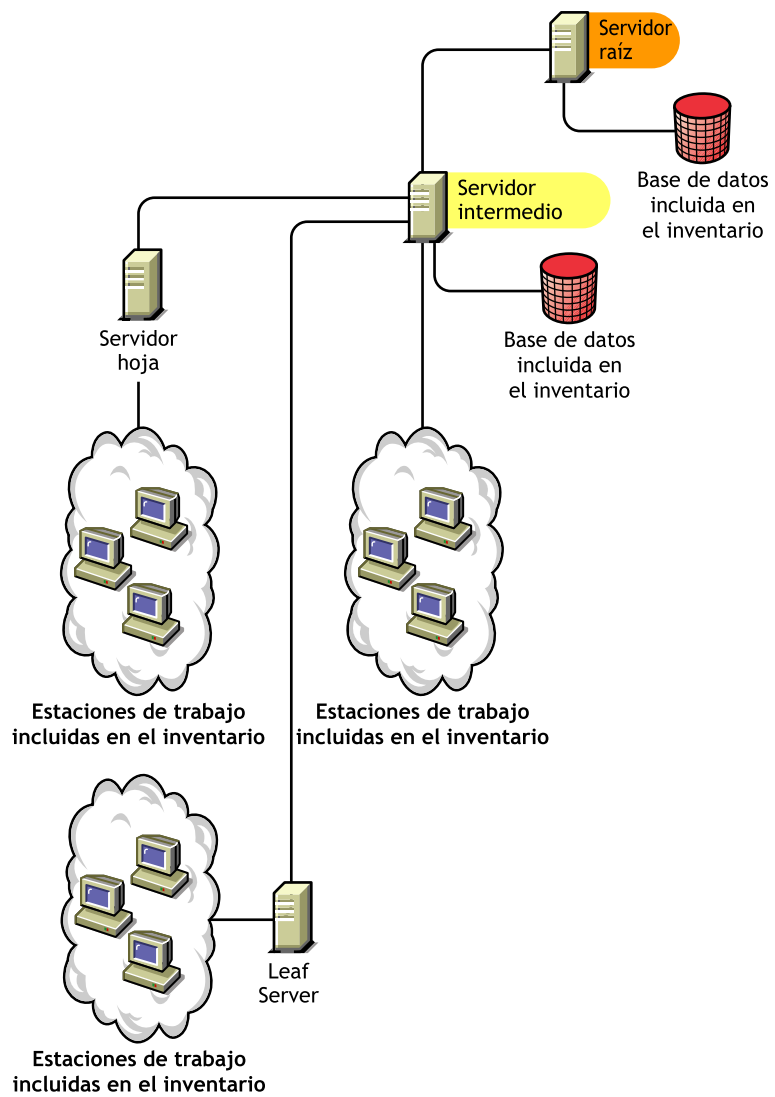 Servidor
raíz
Base de datos
incluida en
el inventario
Servidor
intermedio
Base de datos
incluida en
el inventario
Servidor
hoja
Estaciones de trabajo
incluidas en el inventario
Estaciones de trabajo
incluidas en el inventario
Leaf
Server
Estaciones de trabajo
incluidas en el inventario